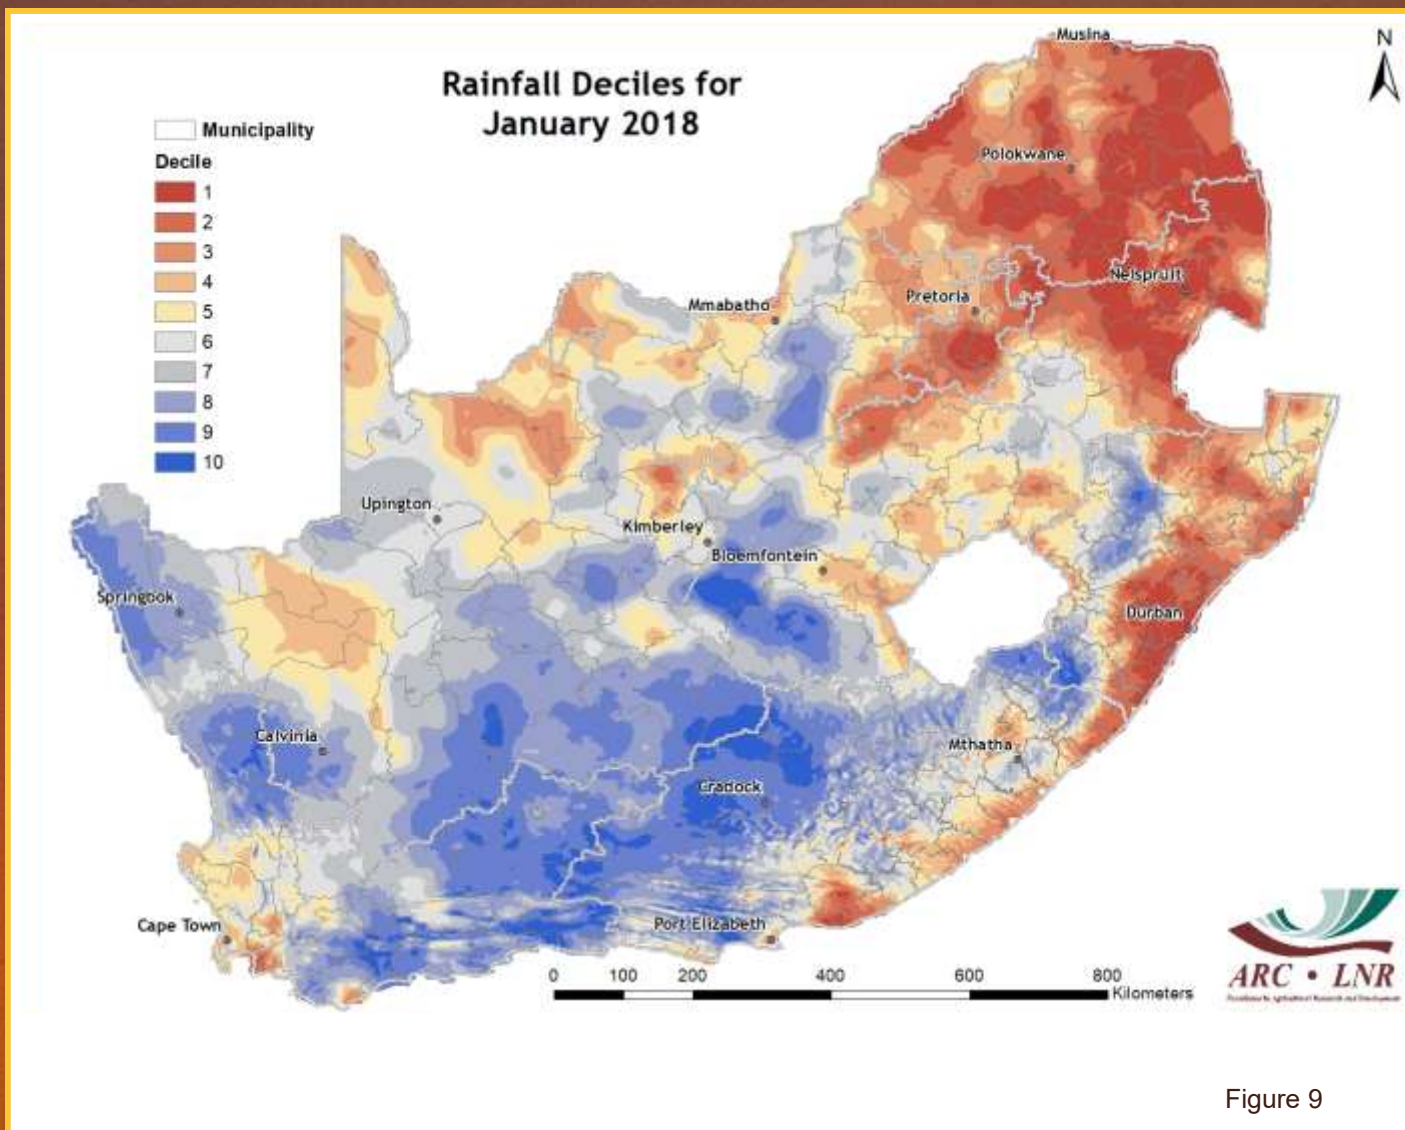 Musina
N
Rainfall Deciles for
January 2018
Municipality
Decile
1
2
3
4
5
6
7
8
9
10
Polokwane
Nelspruit
Pretoria
Mmabatho
Upington
Kimberley
Bloemfontein
Springbok
Durban
Calvinia
Mthatha
Cradock
Cape Town
Port Elizabeth
0 100 200 400 600 800
Kilometers
ARC • LNR
Figure 9